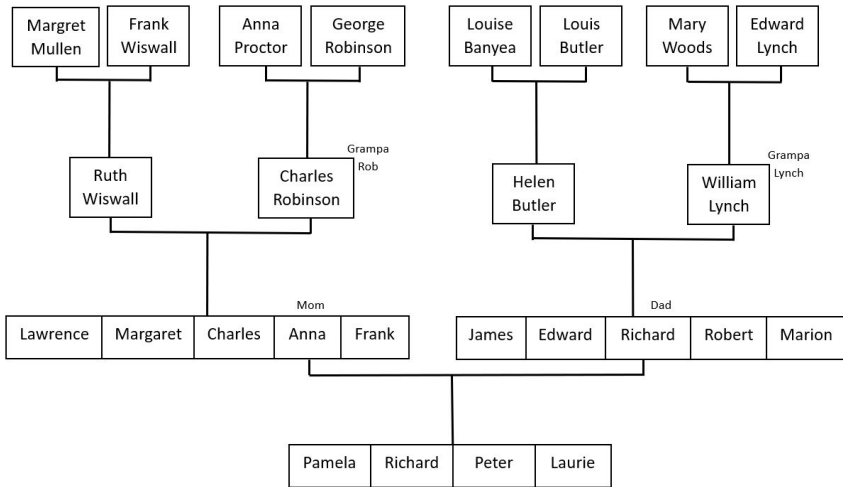 Margret
Mullen
Frank
Wiswall
Anna
Proctor
George
Robinson
Louise
Banyea
Louis
Butler
Mary
Woods
Edward
Lynch
Ruth
Wiswall
Charles
Robinson
Grampa
Rob
Helen
Butler
William
Lynch
Grampa
Lynch
Mom
Dad
Lawrence
Margaret
Charles
Anna
Frank
James
Edward
Richard
Robert
Marion
Pamela
Richard
Peter
Laurie